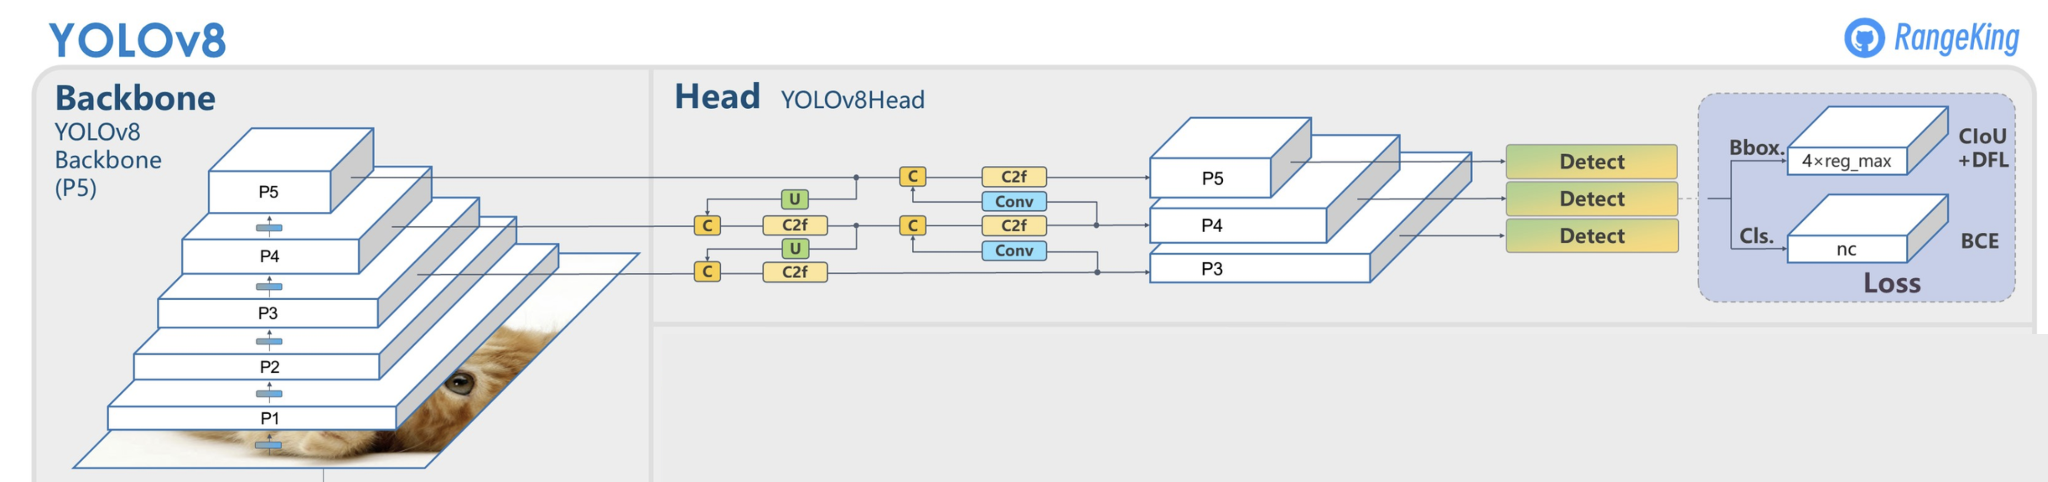 YOLOv8
RangeKing
Backbone
YOLOv8
Backbone
(P5)
P5
P4
P3
P2
P1
Head YOLOv8Head
C C2f
U Conv
C C2f C C2f
U Conv
C C2f
P5
P4
P3
Detect
Detect
Detect
Bbox. 4×reg_max CIoU
+DFL
Cls. nc BCE
Loss